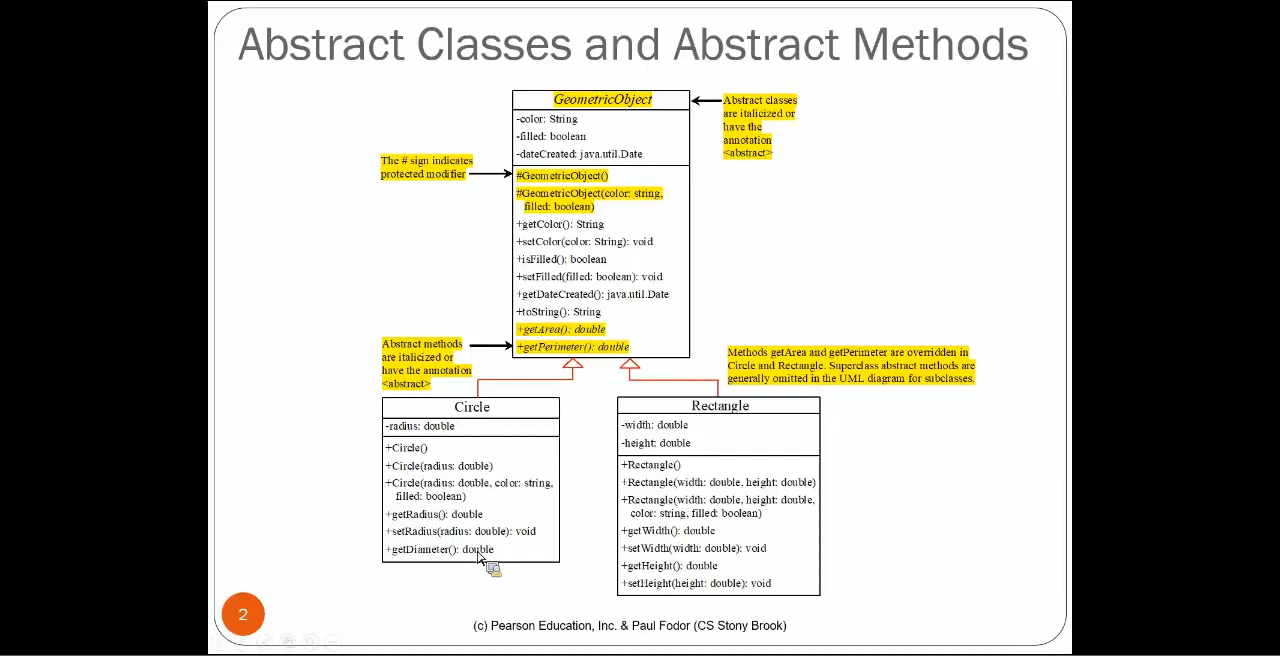 Abstract Classes and Abstract Methods
GeometricObject
-color: String
-filled: boolean
-dateCreated: java.util.Date
#GeometricObject()
#GeometricObject(color: string,
filled: boolean)
+getColor(): String
+setColor(color: String): void
+isFilled(): boolean
+setFilled(filled: boolean): void
+getDateCreated(): java.util.Date
+toString(): String
+getArea(): double
+getPerimeter(): double
Abstract classes
are italicized or
have the
annotation
<abstract>
The # sign indicates
protected modifier
Abstract methods
are italicized or
have the annotation
<abstract>
Methods getArea and getPerimeter are overridden in
Circle and Rectangle. Superclass abstract methods are
generally omitted in the UML diagram for subclasses.
Circle
-radius: double
+Circle()
+Circle(radius: double)
+Circle(radius: double, color: string,
filled: boolean)
+getRadius(): double
+setRadius(radius: double): void
+getDiameter(): double
Rectangle
-width: double
-height: double
+Rectangle()
+Rectangle(width: double, height: double)
+Rectangle(width: double, height: double,
color: string, filled: boolean)
+getWidth(): double
+setWidth(width: double): void
+getHeight(): double
+setHeight(height: double): void
2
(c) Pearson Education, Inc. & Paul Fodor (CS Stony Brook)